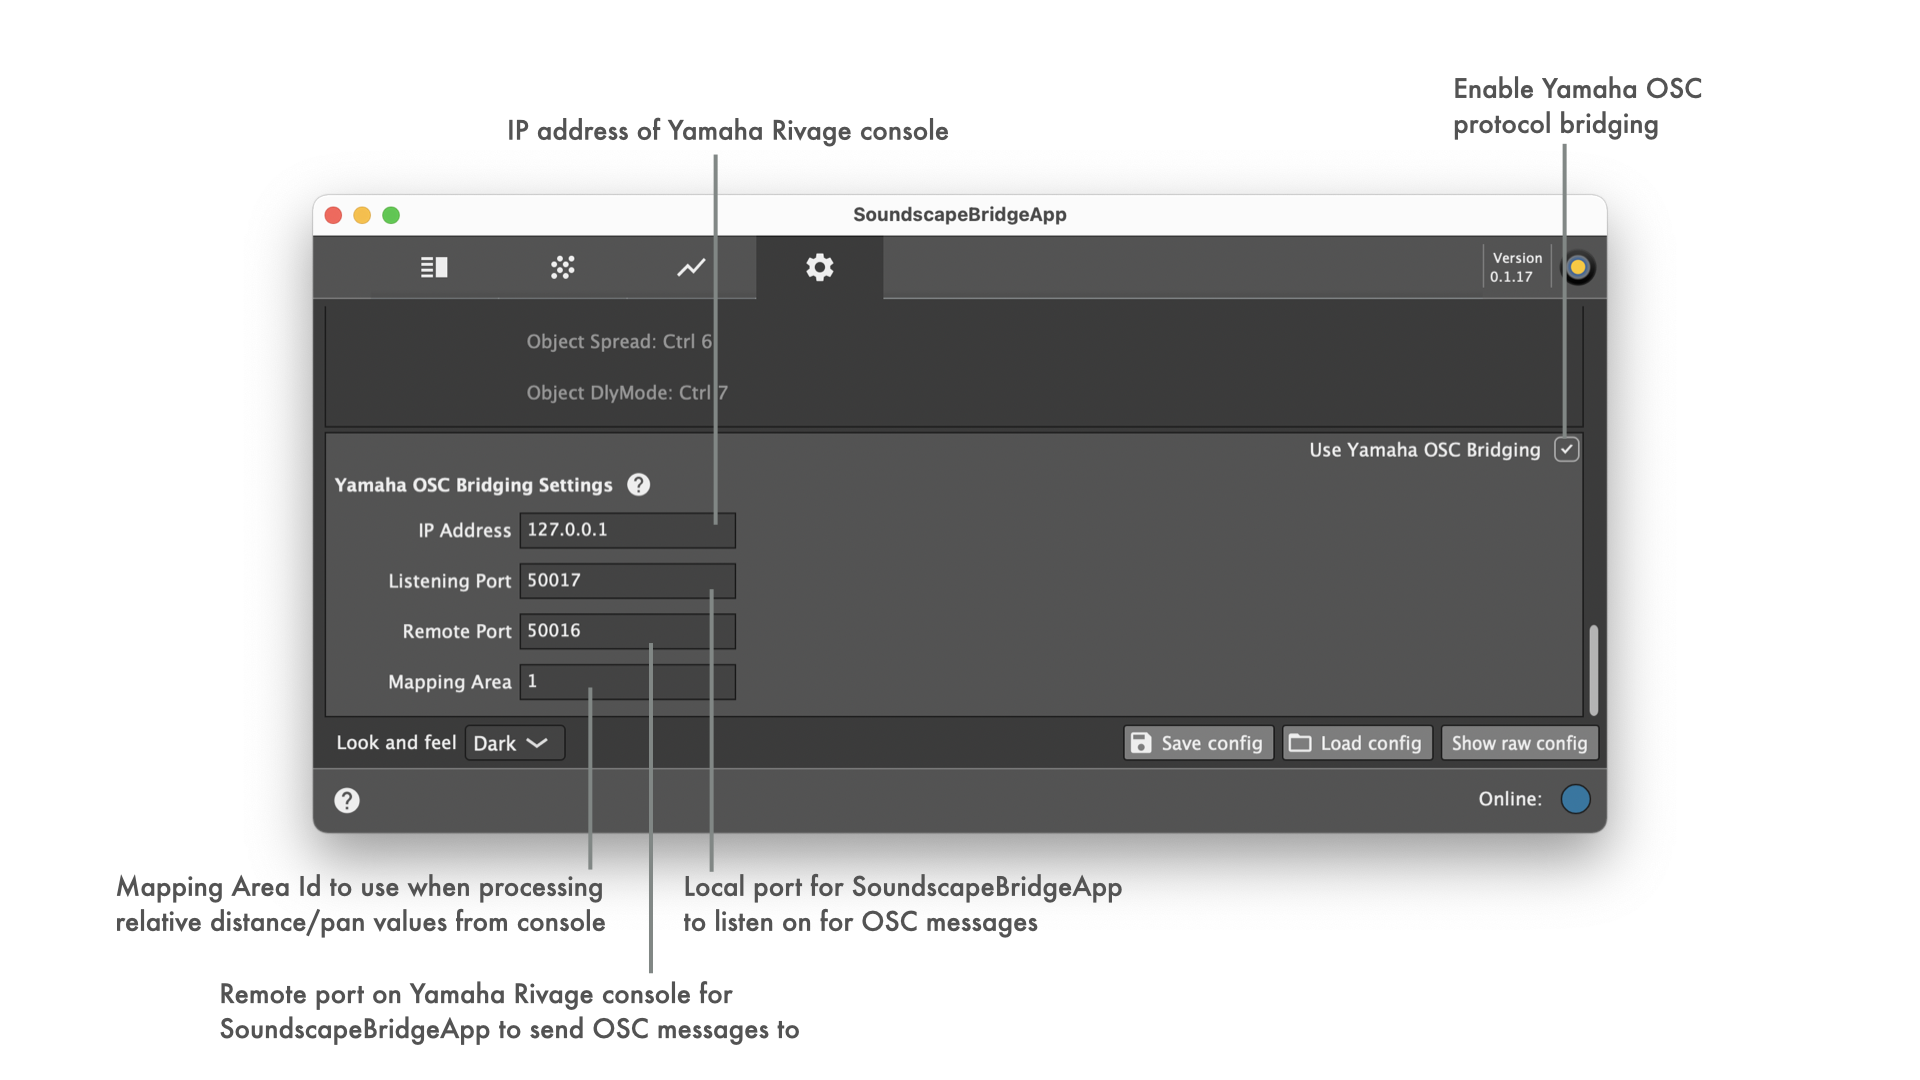 Enable Yamaha OSC
protocol bridging
IP address of Yamaha Rivage console
SoundscapeBridgeApp
Version
0.1.17
Object Spread: Ctrl 6
Object DlyMode: Ctrl 7
Use Yamaha OSC Bridging
Yamaha OSC Bridging Settings ?
IP Address 127.0.0.1
Listening Port 50017
Remote Port 50016
Mapping Area 1
Look and feel Dark Save config Load config Show raw config
? Online:
Mapping Area Id to use when processing
relative distance/pan values from console
Local port for SoundscapeBridgeApp
to listen on for OSC messages
Remote port on Yamaha Rivage console for
SoundscapeBridgeApp to send OSC messages to